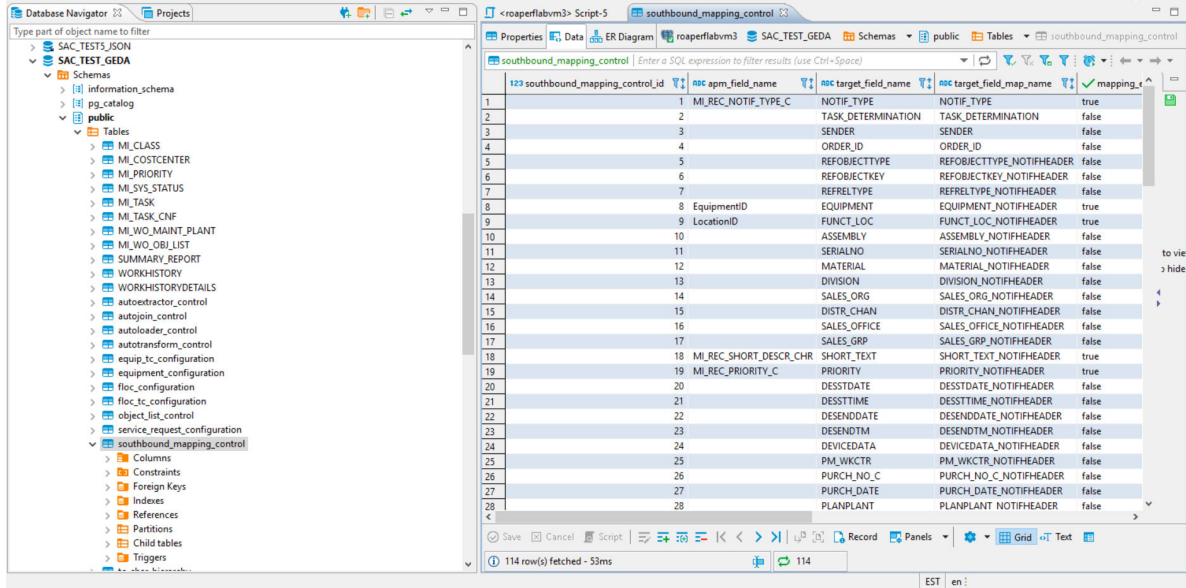 Database Navigator Projects
Type part of object name to filter
SAC_TEST5_JSON
SAC_TEST_GEDA
Schemas
information_schema
pg_catalog
public
Tables
MI_CLASS
MI_COSTCENTER
MI_PRIORITY
MI_SYS_STATUS
MI_TASK
MI_TASK_CNF
MI_WO_MAINT_PLANT
MI_WO_OBJ_LIST
SUMMARY_REPORT
WORKHISTORY
WORKHISTORYDETAILS
autoextractor_control
autojoin_control
autoloader_control
autotransform_control
equip_tc_configuration
equipment_configuration
floc_configuration
floc_tc_configuration
object_list_control
service_request_configuration
southbound_mapping_control
Columns
Constraints
Foreign Keys
Indexes
References
Partitions
Child tables
Triggers
<roaperflabvm3> Script-5 southbound_mapping_control
Properties Data ER Diagram roaperflabvm3 SAC_TEST_GEDA Schemas public Tables southbound_mapping_control
southbound_mapping_control Enter a SQL expression to filter results (use Ctrl+Space)
123 southbound_mapping_control_id ABC apm_field_name ABC target_field_name ABC target_field_map_name mapping_e
1 1 MI_REC_NOTIF_TYPE_C NOTIF_TYPE NOTIF_TYPE true
2 2 TASK_DETERMINATION TASK_DETERMINATION false
3 3 SENDER SENDER false
4 4 ORDER_ID ORDER_ID false
5 5 REFOBJECTTYPE REFOBJECTTYPE_NOTIFHEADER false
6 6 REFOBJECTKEY REFOBJECTKEY_NOTIFHEADER false
7 7 REFRELTYPE REFRELTYPE_NOTIFHEADER false
8 8 EquipmentID EQUIPMENT EQUIPMENT_NOTIFHEADER true
9 9 LocationID FUNCT_LOC FUNCT_LOC_NOTIFHEADER true
10 10 ASSEMBLY ASSEMBLY_NOTIFHEADER false
11 11 SERIALNO SERIALNO_NOTIFHEADER false
12 12 MATERIAL MATERIAL_NOTIFHEADER false
13 13 DIVISION DIVISION_NOTIFHEADER false
14 14 SALES_ORG SALES_ORG_NOTIFHEADER false
15 15 DISTR_CHAN DISTR_CHAN_NOTIFHEADER false
16 16 SALES_OFFICE SALES_OFFICE_NOTIFHEADER false
17 17 SALES_GRP SALES_GRP_NOTIFHEADER false
18 18 MI_REC_SHORT_DESCR_CHR SHORT_TEXT SHORT_TEXT_NOTIFHEADER true
19 19 MI_REC_PRIORITY_C PRIORITY PRIORITY_NOTIFHEADER true
20 20 DESSTDATE DESSTDATE_NOTIFHEADER false
21 21 DESSTTIME DESSTTIME_NOTIFHEADER false
22 22 DESENDDATE DESENDDATE_NOTIFHEADER false
23 23 DESENDTM DESENDTM_NOTIFHEADER false
24 24 DEVICEDATA DEVICEDATA_NOTIFHEADER false
25 25 PM_WKCTR PM_WKCTR_NOTIFHEADER false
26 26 PURCH_NO_C PURCH_NO_C_NOTIFHEADER false
27 27 PURCH_DATE PURCH_DATE_NOTIFHEADER false
28 28 PLANPLANT PLANPLANT_NOTIFHEADER false
to vie
hide
Save Cancel Script Record Panels Grid Text
114 row(s) fetched - 53ms 114
EST en